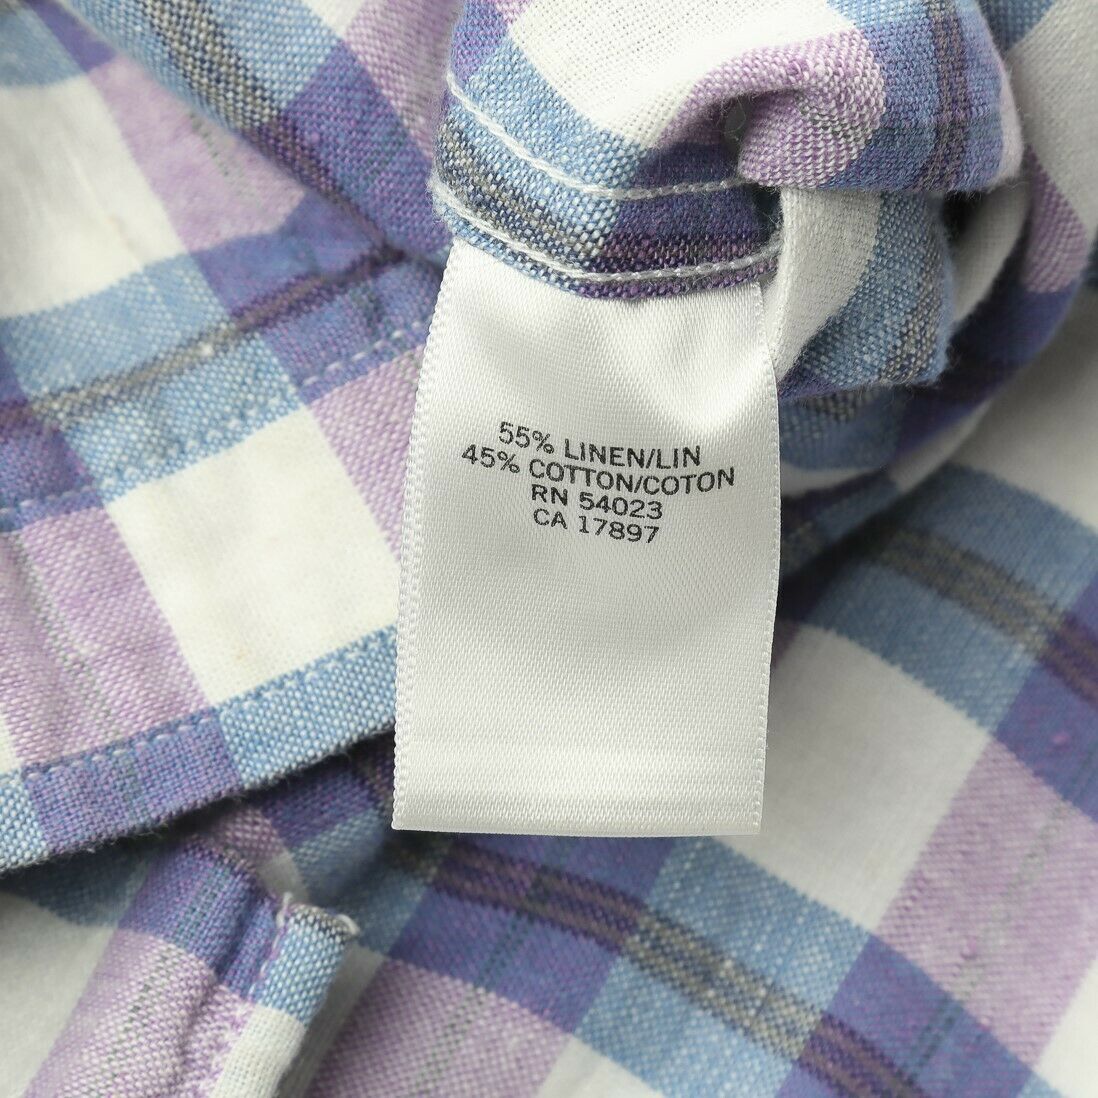 55% LINEN/LIN
45% COTTON/COTON
RN 54023
CA 17897